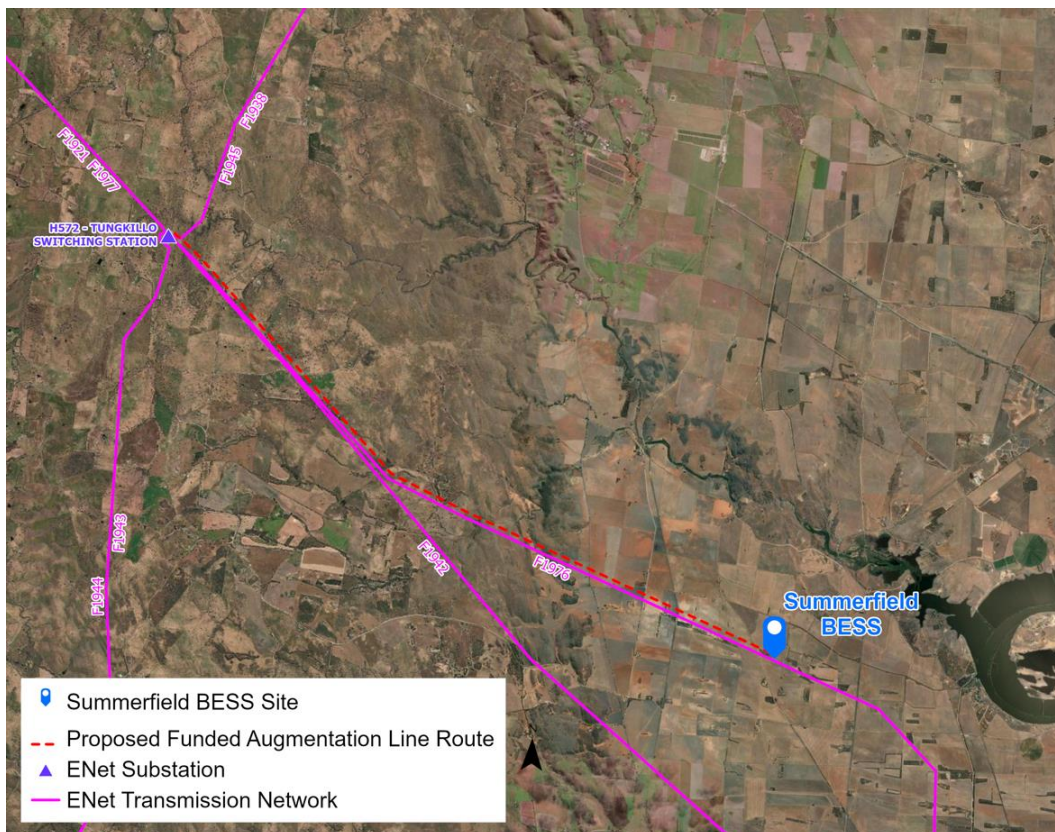 F1938
F1945
F1921 F1977
H572 - TUNGKILLO
SWITCHING STATION
F1943
F1944
F1942
F1976
Summerfield
BESS
Summerfield BESS Site
Proposed Funded Augmentation Line Route
ENet Substation
ENet Transmission Network